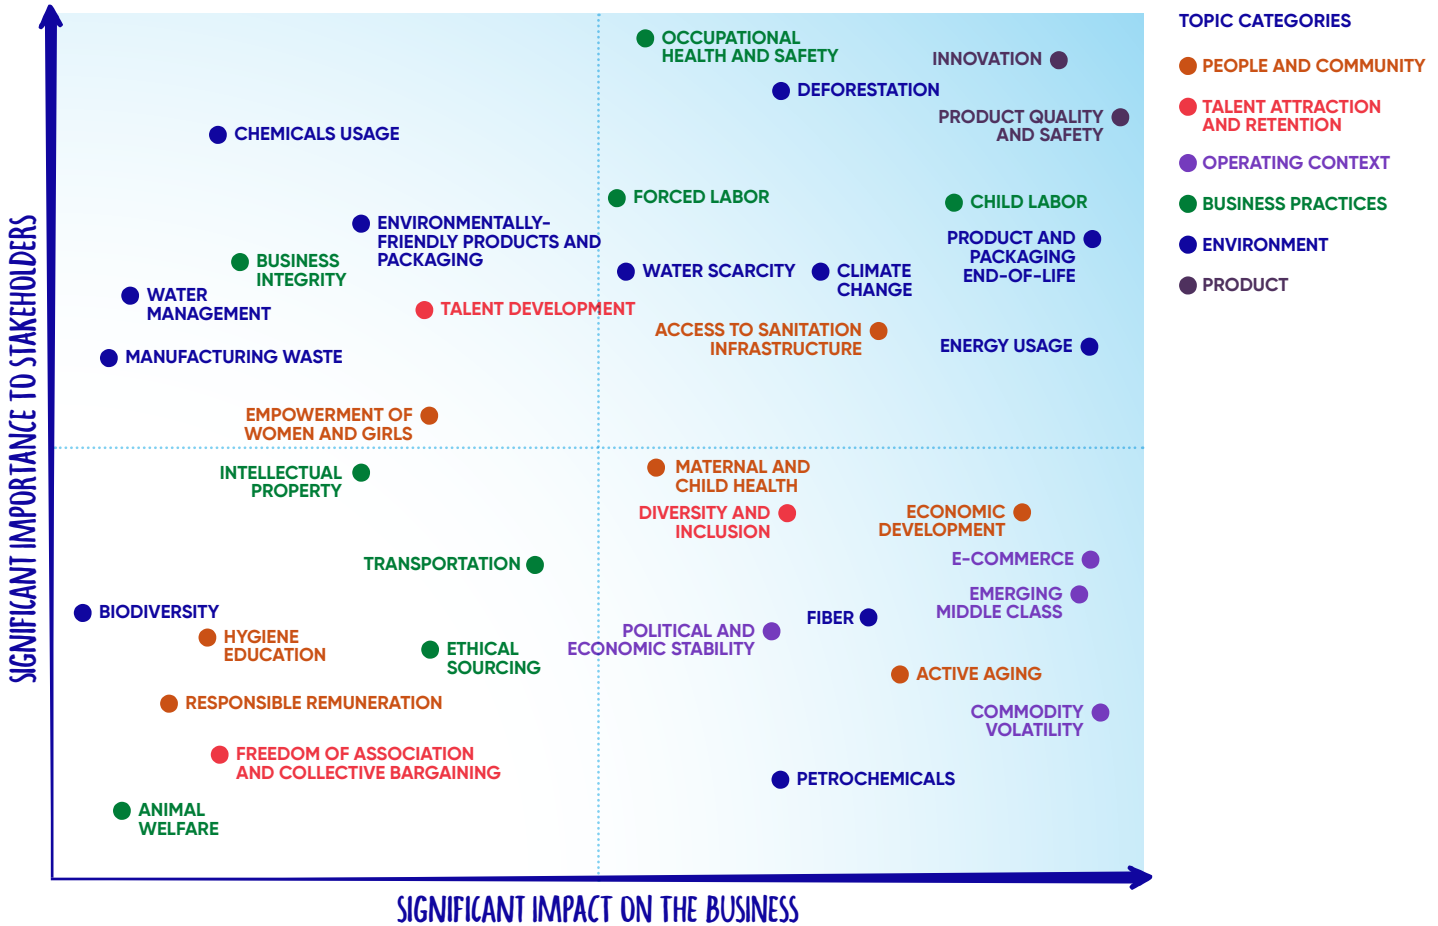 TOPIC CATEGORIES
PEOPLE AND COMMUNITY
TALENT ATTRACTION
AND RETENTION
OPERATING CONTEXT
BUSINESS PRACTICES
ENVIRONMENT
PRODUCT
SIGNIFICANT IMPORTANCE TO STAKEHOLDERS
OCCUPATIONAL
HEALTH AND SAFETY
INNOVATION
DEFORESTATION
PRODUCT QUALITY
AND SAFETY
CHEMICALS USAGE
FORCED LABOR
CHILD LABOR
ENVIRONMENTALLY-
FRIENDLY PRODUCTS AND
PACKAGING
PRODUCT AND
PACKAGING
END-OF-LIFE
BUSINESS
INTEGRITY
WATER SCARCITY
CLIMATE
CHANGE
WATER
MANAGEMENT
TALENT DEVELOPMENT
ACCESS TO SANITATION
INFRASTRUCTURE
ENERGY USAGE
MANUFACTURING WASTE
EMPOWERMENT OF
WOMEN AND GIRLS
INTELLECTUAL
PROPERTY
MATERNAL AND
CHILD HEALTH
DIVERSITY AND
INCLUSION
ECONOMIC
DEVELOPMENT
TRANSPORTATION
E-COMMERCE
EMERGING
MIDDLE CLASS
BIODIVERSITY
FIBER
HYGIENE
EDUCATION
POLITICAL AND
ECONOMIC STABILITY
ETHICAL
SOURCING
ACTIVE AGING
RESPONSIBLE REMUNERATION
COMMODITY
VOLATILITY
FREEDOM OF ASSOCIATION
AND COLLECTIVE BARGAINING
PETROCHEMICALS
ANIMAL
WELFARE
SIGNIFICANT IMPACT ON THE BUSINESS